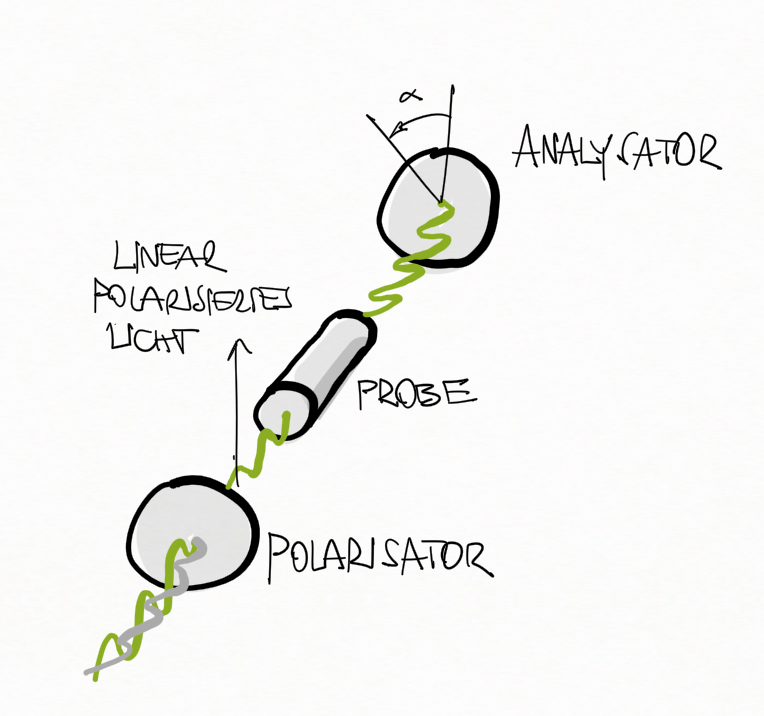 α
ANALYSATOR
LINEAR
POLARISIERTES
LICHT
PROBE
POLARISATOR